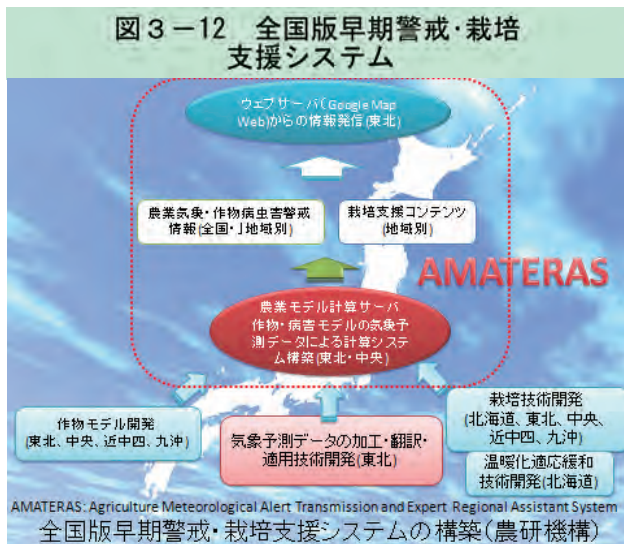 図３－12　全国版早期警戒･栽培
支援システム
ウェブサーバ(Google Map
Web)からの情報発信(東北)
農業気象・作物病虫害警戒
情報(全国・｣地域別)
栽培支援コンテンツ
(地域別)
AMATERAS
農業モデル計算サーバ
作物・病害モデルの気象予
測データによる計算システ
ム構築(東北・中央)
作物モデル開発
(東北、中央、近中四、九沖)
気象予測データの加工・翻訳・
適用技術開発(東北)
栽培技術開発
(北海道、東北、中央、
近中四、九沖)
温暖化適応緩和
技術開発(北海道)
AMATERAS: Agriculture Meteorological Alert Transmission and Expert Regional Assistant System
全国版早期警戒・栽培支援システムの構築(農研機構)